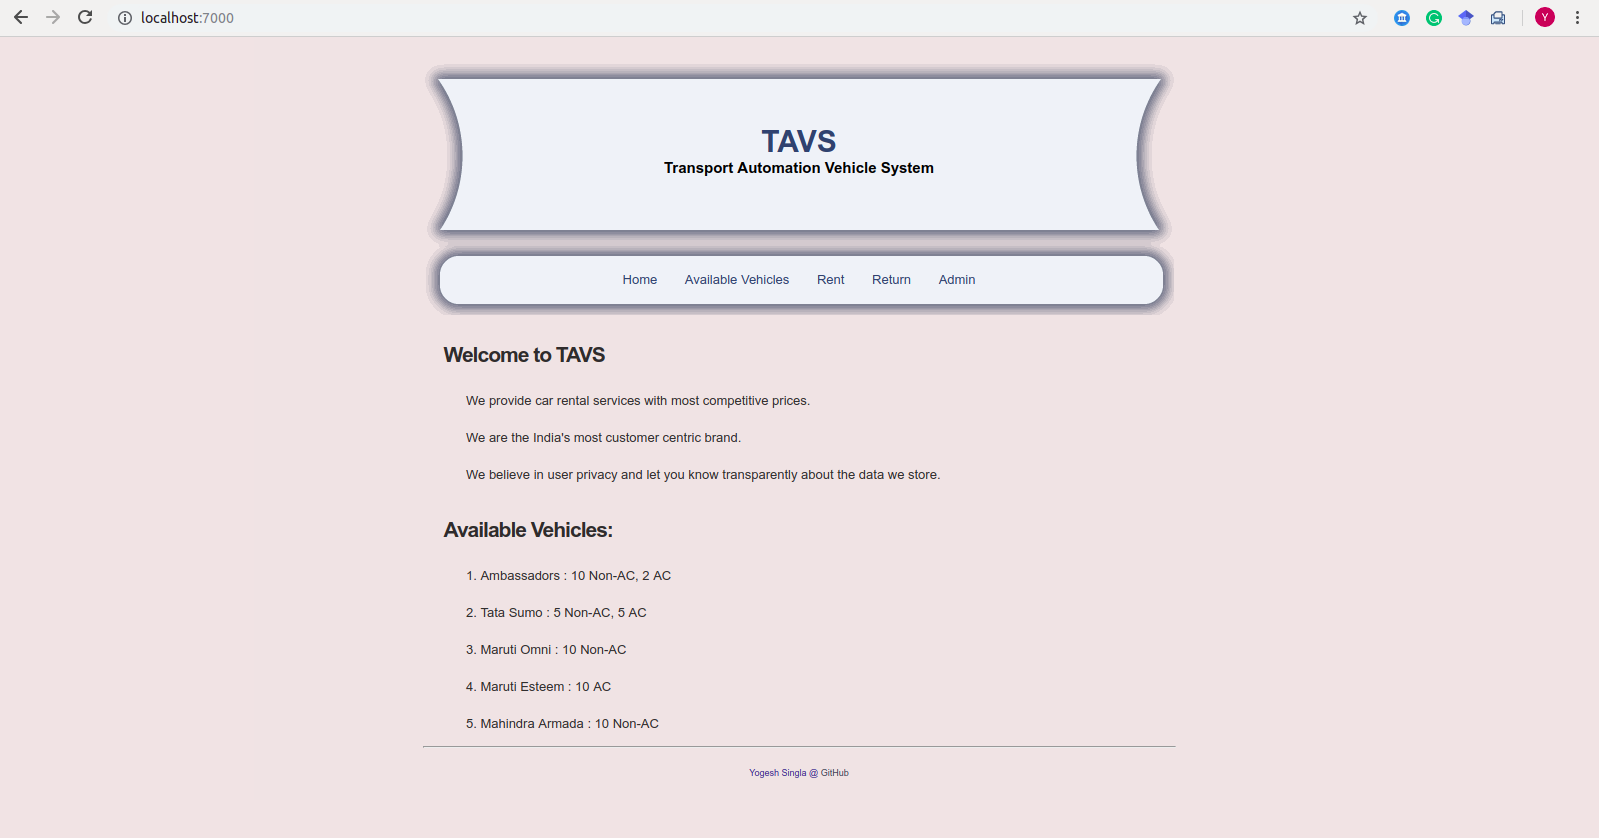 localhost:7000
Y
TAVS
Transport Automation Vehicle System
Home Available Vehicles Rent Return Admin
Welcome to TAVS
We provide car rental services with most competitive prices.
We are the India's most customer centric brand.
We believe in user privacy and let you know transparently about the data we store.
Available Vehicles:
1. Ambassadors : 10 Non-AC, 2 AC
2. Tata Sumo : 5 Non-AC, 5 AC
3. Maruti Omni : 10 Non-AC
4. Maruti Esteem : 10 AC
5. Mahindra Armada : 10 Non-AC
Yogesh Singla @ GitHub